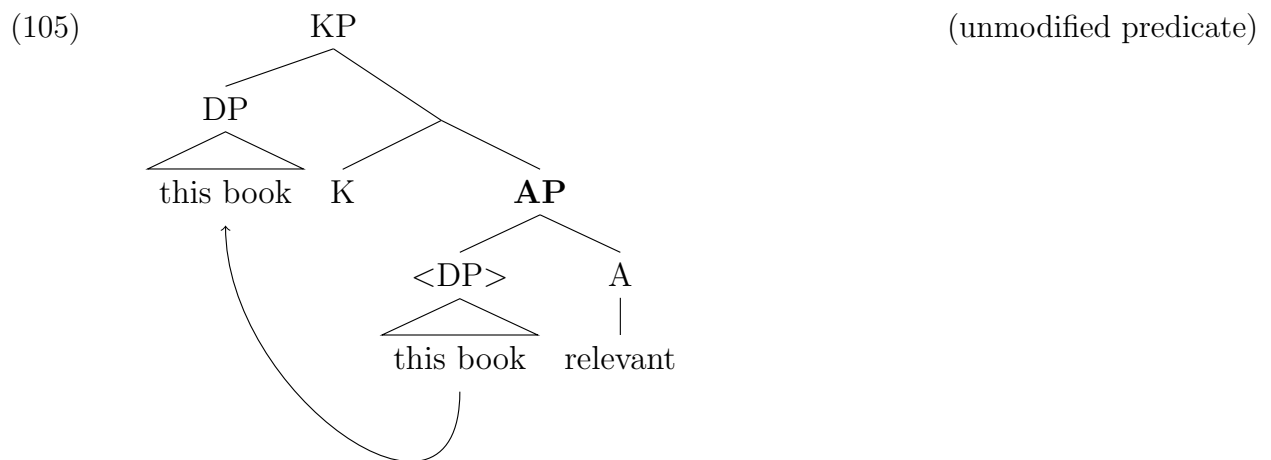 (105) KP (unmodified predicate)
DP
this book K AP
<DP> A
this book relevant